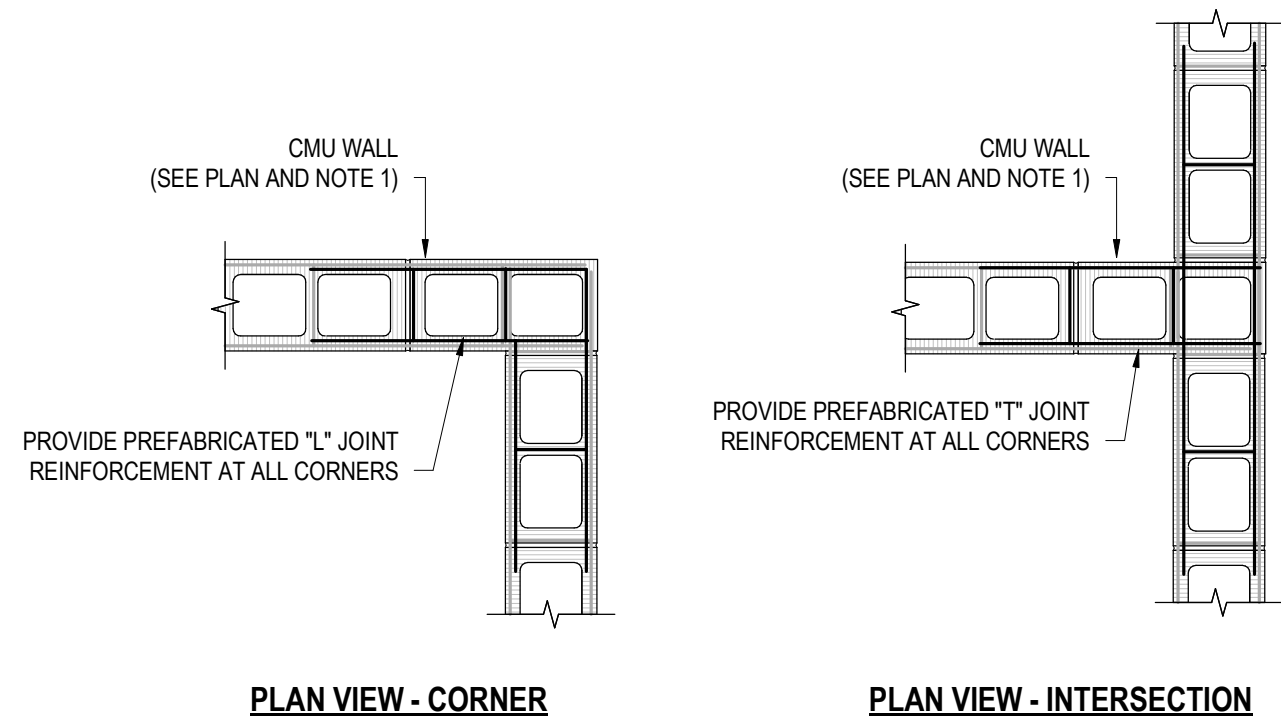 CMU WALL
(SEE PLAN AND NOTE 1)
PROVIDE PREFABRICATED "L" JOINT
REINFORCEMENT AT ALL CORNERS
PLAN VIEW - CORNER
CMU WALL
(SEE PLAN AND NOTE 1)
PROVIDE PREFABRICATED "T" JOINT
REINFORCEMENT AT ALL CORNERS
PLAN VIEW - INTERSECTION